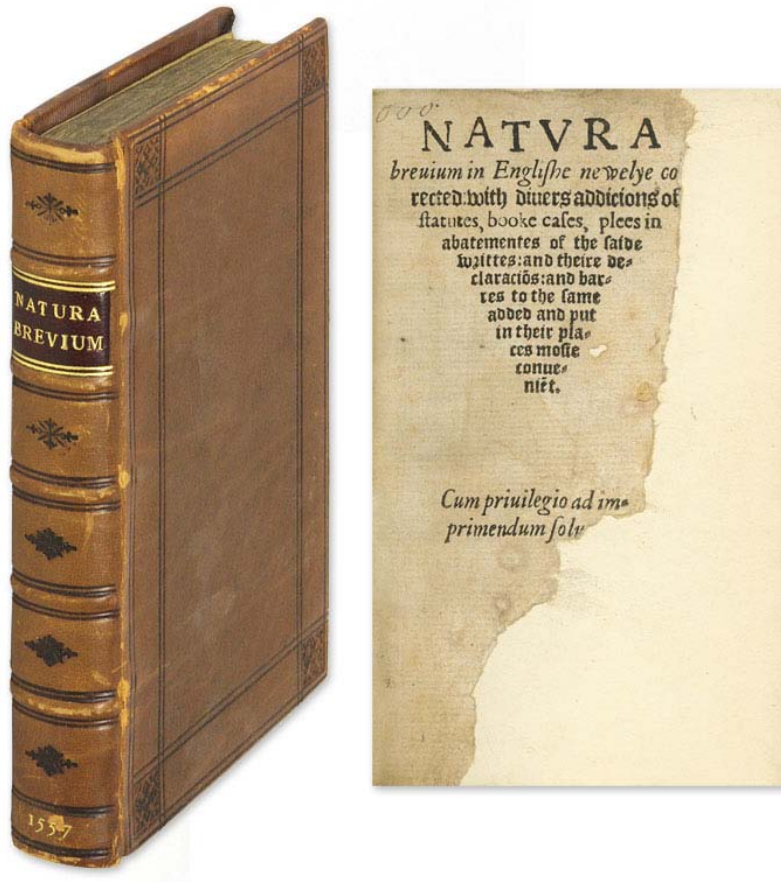 NATURA
BREVIUM
1557
NATVRA
breuium in Engliſhe newelye co
rected:with diuers addicions of
ſtatutes, booke caſes, plees in
abatementes of the ſaide
writtes:and theire de⸗
claraciōs:and bar⸗
res to the ſame
added and put
in their pla⸗
ces moſte
conue⸗
niēt.
Cum priuilegio ad im⸗
primendum ſolu